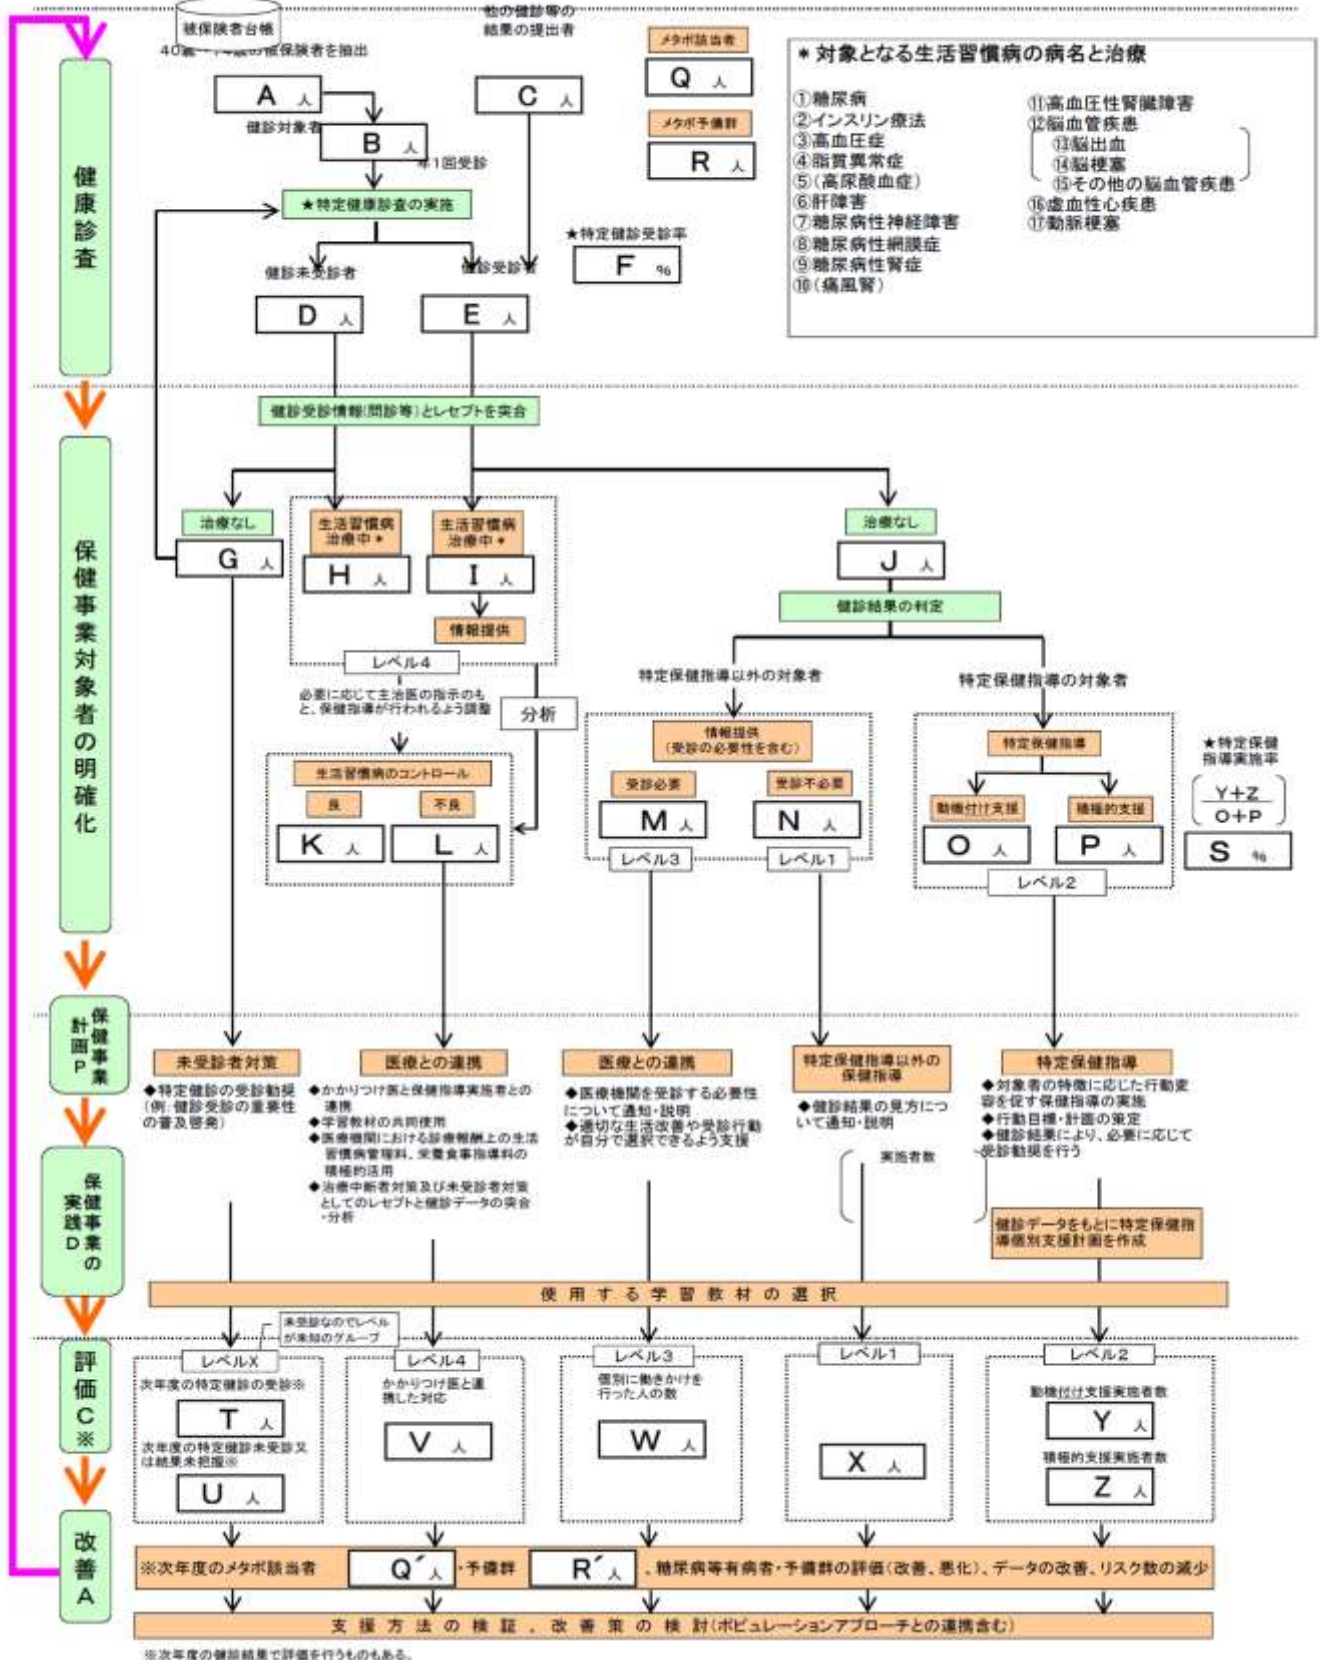 被保険者台帳
他の健診等の
結果の提出者
A 人
健診対象者
B 人
年1回受診
C 人
メタボ該当者
Q 人
メタボ予備群
R 人
★特定健康診査の実施
★特定健診受診率
F %
健診未受診者
健診受診者
D 人
E 人
* 対象となる生活習慣病の病名と治療
①糖尿病
②インスリン療法
③高血圧症
④脂質異常症
⑤(高尿酸血症)
⑥肝障害
⑦糖尿病性神経障害
⑧糖尿病性網膜症
⑨糖尿病性腎症
⑩(痛風腎)
⑪高血圧性腎臓障害
⑫脳血管疾患
⑬脳出血
⑭脳梗塞
⑮その他の脳血管疾患
⑯虚血性心疾患
⑰動脈梗塞
健康診査
健診受診情報(問診等)とレセプトを突合
保健事業対象者の明確化
治療なし
G 人
生活習慣病
治療中*
H 人
生活習慣病
治療中*
I 人
情報提供
レベル4
必要に応じて主治医の指示のも
と、保健指導が行われるよう調整
分析
生活習慣病のコントロール
良
不良
K 人
L 人
治療なし
J 人
健診結果の判定
特定保健指導以外の対象者
特定保健指導の対象者
情報提供
(受診の必要性を含む)
受診必要
受診不必要
M 人
N 人
レベル3
レベル1
特定保健指導
動機付け支援
積極的支援
O 人
P 人
レベル2
★特定保健
指導実施率
Y+Z
O+P
S %
保健事業
計画P
未受診者対策
◆特定健診の受診勧奨
(例:健診受診の重要性
の普及啓発)
医療との連携
◆かかりつけ医と保健指導実施者との
連携
◆学習教材の共同使用
◆医療機関における診療報酬上の生活
習慣病管理料、栄養食事指導料の
積極的活用
◆治療中断者対策及び未受診者対策
としてのレセプトと健診データの突合
・分析
医療との連携
◆医療機関を受診する必要性
について通知・説明
◆適切な生活改善や受診行動
が自分で選択できるよう支援
特定保健指導以外の
保健指導
◆健診結果の見方につ
いて通知・説明
実施者数
特定保健指導
◆対象者の特徴に応じた行動変
容を促す保健指導の実施
◆行動目標・計画の策定
◆健診結果により、必要に応じて
受診勧奨を行う
健診データをもとに特定保健指
導個別支援計画を作成
保健事業の
実践D
使用する学習教材の選択
未受診なのでレベル
が未知のグループ
評価C※
レベルX
次年度の特定健診の受診※
T 人
次年度の特定健診未受診又
は結果未把握※
U 人
レベル4
かかりつけ医と連
携した対応
V 人
レベル3
個別に働きかけを
行った人の数
W 人
レベル1
X 人
レベル2
動機付け支援実施者数
Y 人
積極的支援実施者数
Z 人
改善A
※次年度のメタボ該当者 Q´人 ・予備群 R´人 、糖尿病等有病者・予備群の評価(改善、悪化)、データの改善、リスク数の減少
支援方法の検証、改善策の検討(ポピュレーションアプローチとの連携含む)
※次年度の健診結果で評価を行うものもある。